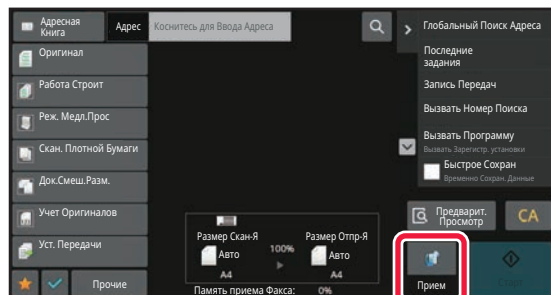 Адресная
Книга
Адрес
Коснитесь для Ввода Адреса
Глобальный Поиск Адреса
Оригинал
Последние
задания
Работа Строит
Запись Передач
Реж. Медл.Прос
Вызвать Номер Поиска
Скан. Плотной Бумаги
Вызвать Программу
Вызвать Зарегистр. установки
Быстрое Сохран
Временно Сохран. Данные
Док.Смеш.Разм.
Учет Оригиналов
Предварит.
Просмотр
CA
Уст. Передачи
Размер Скан-Я
100%
Размер Отпр-Я
Авто
Авто
A4
A4
Прочие
Память приема Факса:
0%
Прием
Старт